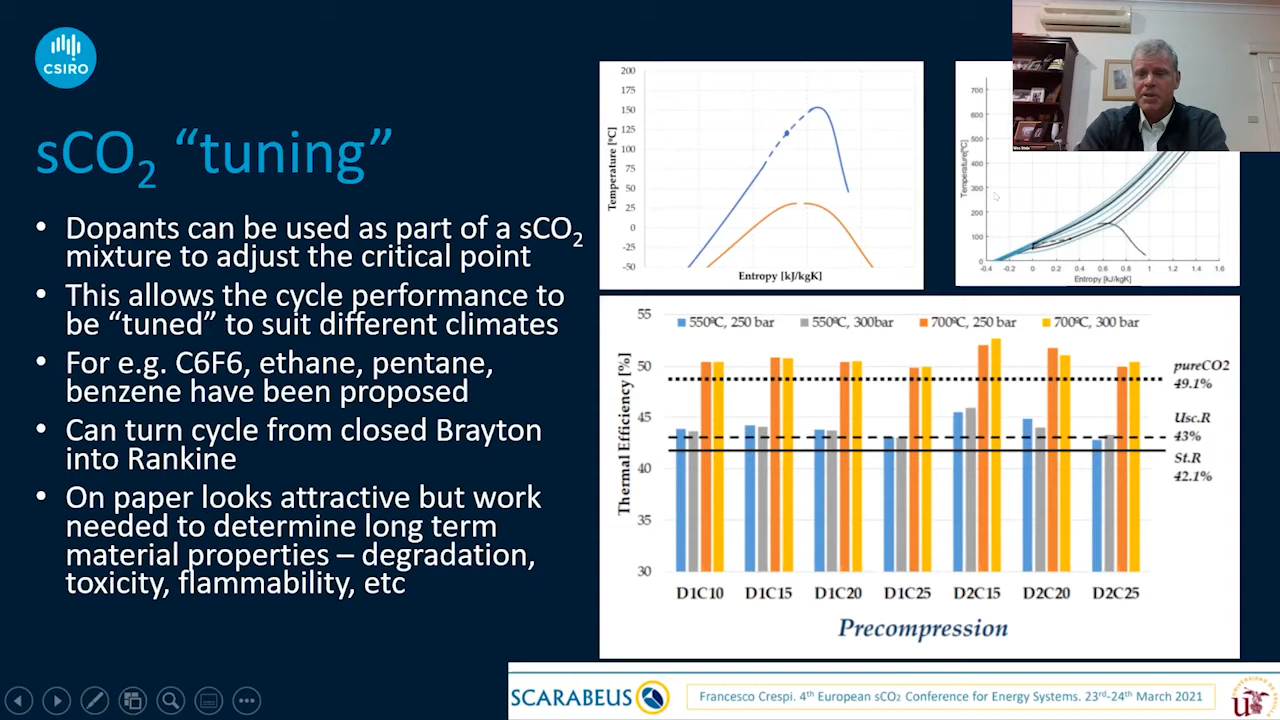 CSIRO
sCO2 “tuning”
• Dopants can be used as part of a sCO2
mixture to adjust the critical point
• This allows the cycle performance to
be “tuned” to suit different climates
• For e.g. C6F6, ethane, pentane,
benzene have been proposed
• Can turn cycle from closed Brayton
into Rankine
• On paper looks attractive but work
needed to determine long term
material properties – degradation,
toxicity, flammability, etc
Temperature [ºC]
200
175
150
125
100
75
50
25
0
-25
-50
Entropy [kJ/kgK]
Temperature[ºC]
700
600
500
400
300
200
100
0
-0.4 -0.2 0 0.2 0.4 0.6 0.8 1 1.2 1.4 1.6
Entropy [kJ/kgK]
Thermal Efficiency [%]
55
50
45
40
35
30
550ºC, 250 bar 550ºC, 300bar 700ºC, 250 bar 700ºC, 300 bar
pureCO2
49.1%
Usc.R
43%
St.R
42.1%
D1C10 D1C15 D1C20 D1C25 D2C15 D2C20 D2C25
Precompression
SCARABEUS
Francesco Crespi. 4th European sCO2 Conference for Energy Systems. 23rd-24th March 2021